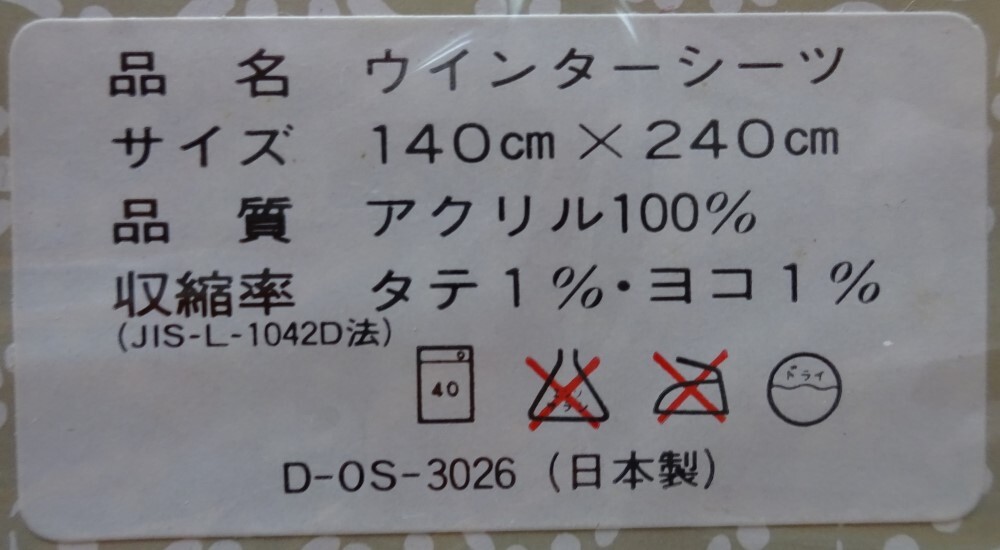 品　名　ウインターシーツ
サイズ　140cm×240cm
品　質　アクリル100%
収縮率　タテ1%・ヨコ1%
(JIS-L-1042D法)
40
ドライ
D-OS-3026（日本製）